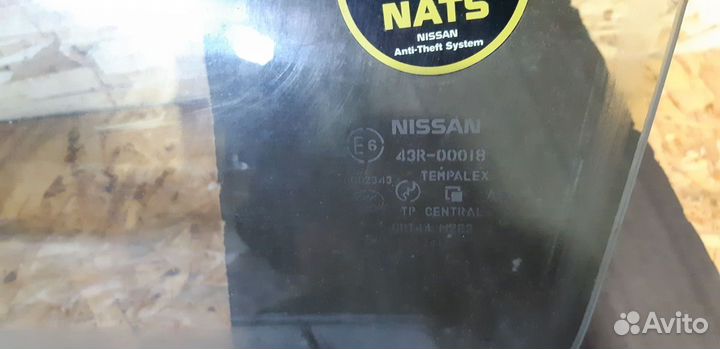 NATS
NISSAN
Anti-Theft System
NISSAN
E6
43R-00018
TEMPALEX
TP CENTRAL
Avito